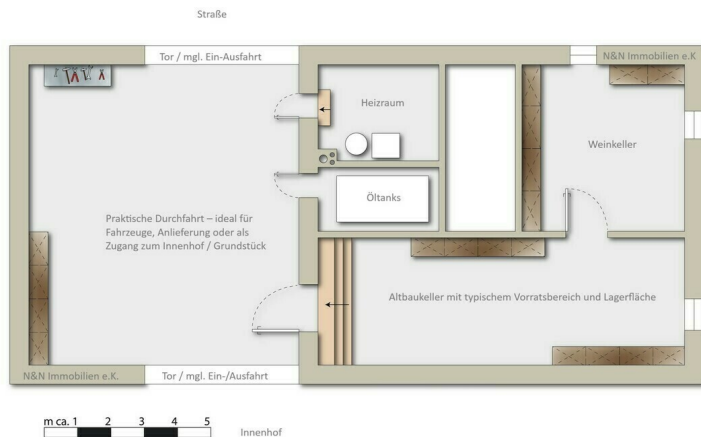 Straße
Tor / mgl. Ein-Ausfahrt
N&N Immobilien e.K
Heizraum
Weinkeller
Öltanks
Praktische Durchfahrt – ideal für
Fahrzeuge, Anlieferung oder als
Zugang zum Innenhof / Grundstück
Altbaukeller mit typischem Vorratsbereich und Lagerfläche
N&N Immobilien e.K.
Tor / mgl. Ein-/Ausfahrt
m ca. 1 2 3 4 5
Innenhof